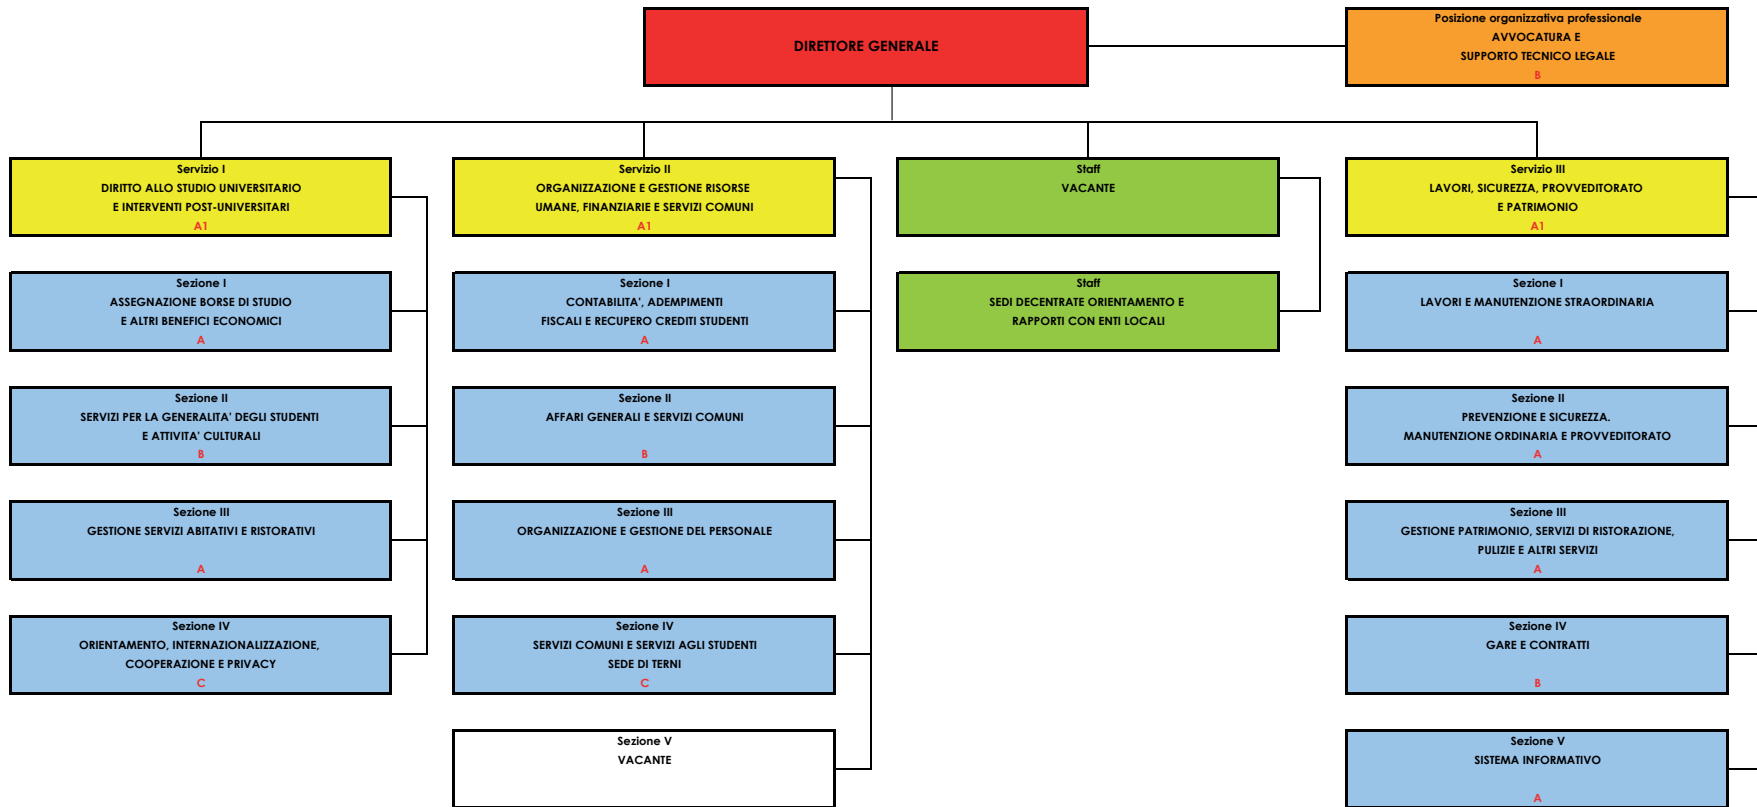 DIRETTORE GENERALE
Posizione organizzativa professionale
AVVOCATURA E
SUPPORTO TECNICO LEGALE
B
Servizio I
DIRITTO ALLO STUDIO UNIVERSITARIO
E INTERVENTI POST-UNIVERSITARI
A1
Sezione I
ASSEGNAZIONE BORSE DI STUDIO
E ALTRI BENEFICI ECONOMICI
A
Sezione II
SERVIZI PER LA GENERALITA' DEGLI STUDENTI
E ATTIVITA' CULTURALI
B
Sezione III
GESTIONE SERVIZI ABITATIVI E RISTORATIVI
A
Sezione IV
ORIENTAMENTO, INTERNAZIONALIZZAZIONE,
COOPERAZIONE E PRIVACY
C
Servizio II
ORGANIZZAZIONE E GESTIONE RISORSE
UMANE, FINANZIARIE E SERVIZI COMUNI
A1
Sezione I
CONTABILITA', ADEMPIMENTI
FISCALI E RECUPERO CREDITI STUDENTI
A
Sezione II
AFFARI GENERALI E SERVIZI COMUNI
B
Sezione III
ORGANIZZAZIONE E GESTIONE DEL PERSONALE
A
Sezione IV
SERVIZI COMUNI E SERVIZI AGLI STUDENTI
SEDE DI TERNI
C
Sezione V
VACANTE
Staff
VACANTE
Staff
SEDI DECENTRATE ORIENTAMENTO E
RAPPORTI CON ENTI LOCALI
Servizio III
LAVORI, SICUREZZA, PROVVEDITORATO
E PATRIMONIO
A1
Sezione I
LAVORI E MANUTENZIONE STRAORDINARIA
A
Sezione II
PREVENZIONE E SICUREZZA.
MANUTENZIONE ORDINARIA E PROVVEDITORATO
A
Sezione III
GESTIONE PATRIMONIO, SERVIZI DI RISTORAZIONE,
PULIZIE E ALTRI SERVIZI
A
Sezione IV
GARE E CONTRATTI
B
Sezione V
SISTEMA INFORMATIVO
A